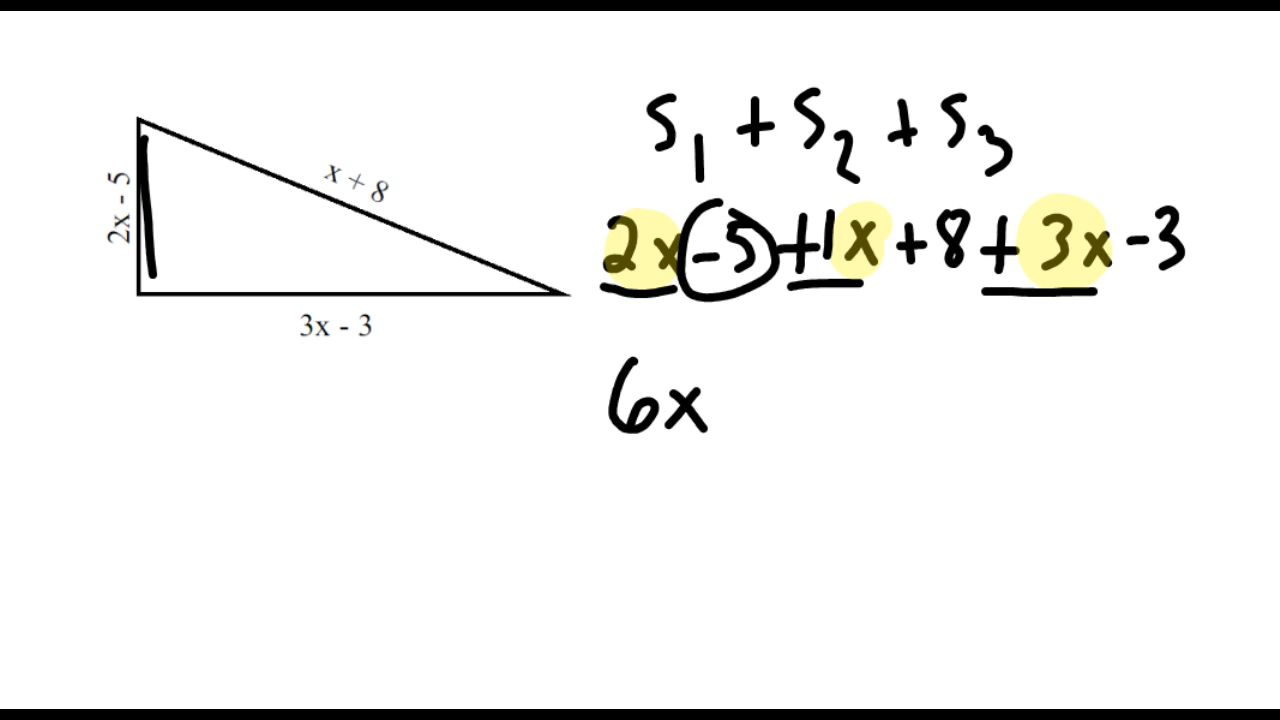 2x - 5
x + 8
3x - 3
S₁ + S₂ + S₃
2x - 5 + 1x + 8 + 3x - 3
6x